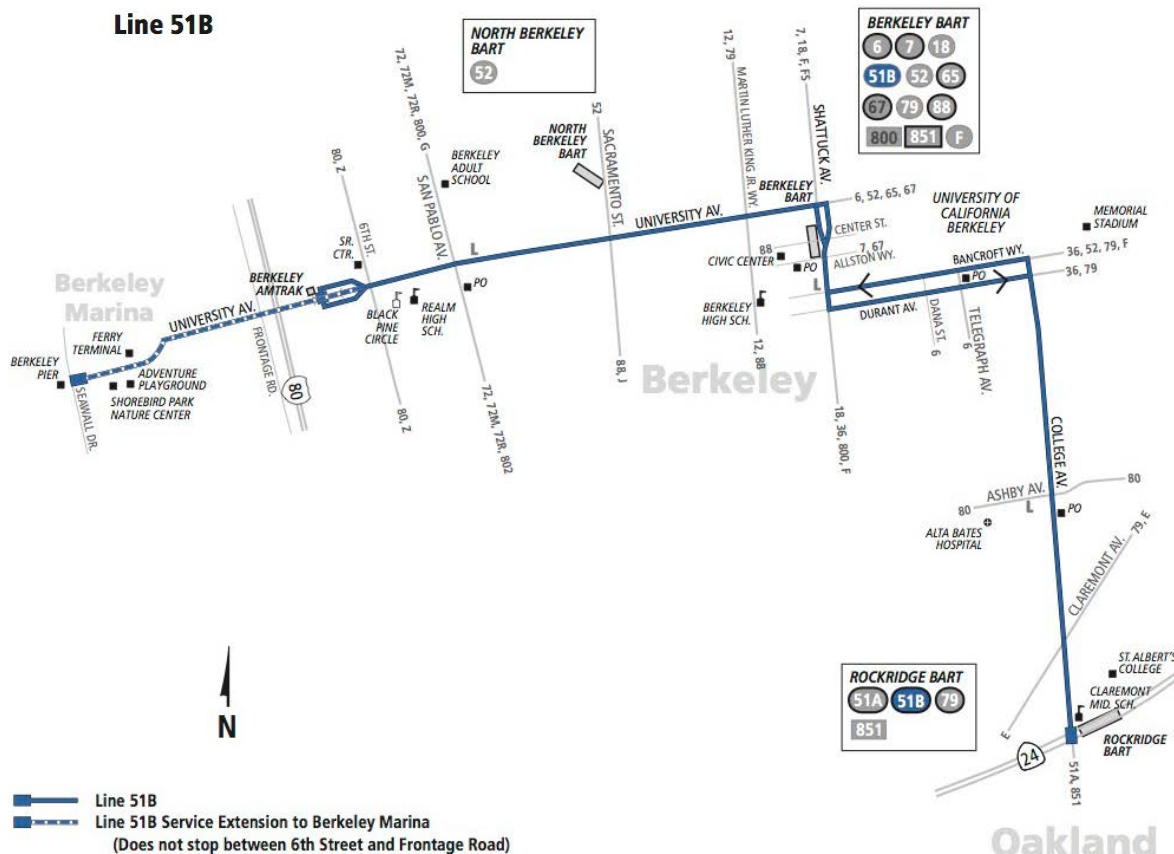 Line 51B
NORTH BERKELEY
BART
52
BERKELEY BART
6 7 18
51B 52 65
67 79 88
800 851 F
72, 72M, 72R, 800, G
12, 79
7, 18, F, FS
52
80, Z
BERKELEY
ADULT
SCHOOL
NORTH
BERKELEY
BART
SACRAMENTO ST.
MARTIN LUTHER KING JR. WY.
SHATTUCK AV.
SAN PABLO AV.
6TH ST.
BERKELEY
BART
6, 52, 65, 67
UNIVERSITY OF
CALIFORNIA
BERKELEY
MEMORIAL
STADIUM
UNIVERSITY AV.
CENTER ST.
88
7, 67
ALLSTON WY.
CIVIC CENTER
PO
L
BANCROFT WY.
36, 52, 79, F
PO
36, 79
DURANT AV.
DANA ST.
6
TELEGRAPH AV.
6
SR.
CTR.
L
PO
Berkeley
Marina
BERKELEY
AMTRAK
UNIVERSITY AV.
BLACK
PINE
CIRCLE
REALM
HIGH
SCH.
BERKELEY
HIGH SCH.
12, 88
FERRY
TERMINAL
BERKELEY
PIER
ADVENTURE
PLAYGROUND
SHOREBIRD PARK
NATURE CENTER
SEAWALL DR.
FRONTAGE RD.
80
80, Z
72, 72M, 72R, 802
88, J
Berkeley
18, 36, 800, F
COLLEGE AV.
ASHBY AV.
80
80
L
PO
ALTA BATES
HOSPITAL
79, E
CLAREMONT AV.
E
ST. ALBERT'S
COLLEGE
CLAREMONT
MID. SCH.
ROCKRIDGE BART
51A 51B 79
851
ROCKRIDGE
BART
24
51A, 851
N
Line 51B
Line 51B Service Extension to Berkeley Marina
(Does not stop between 6th Street and Frontage Road)
Oakland